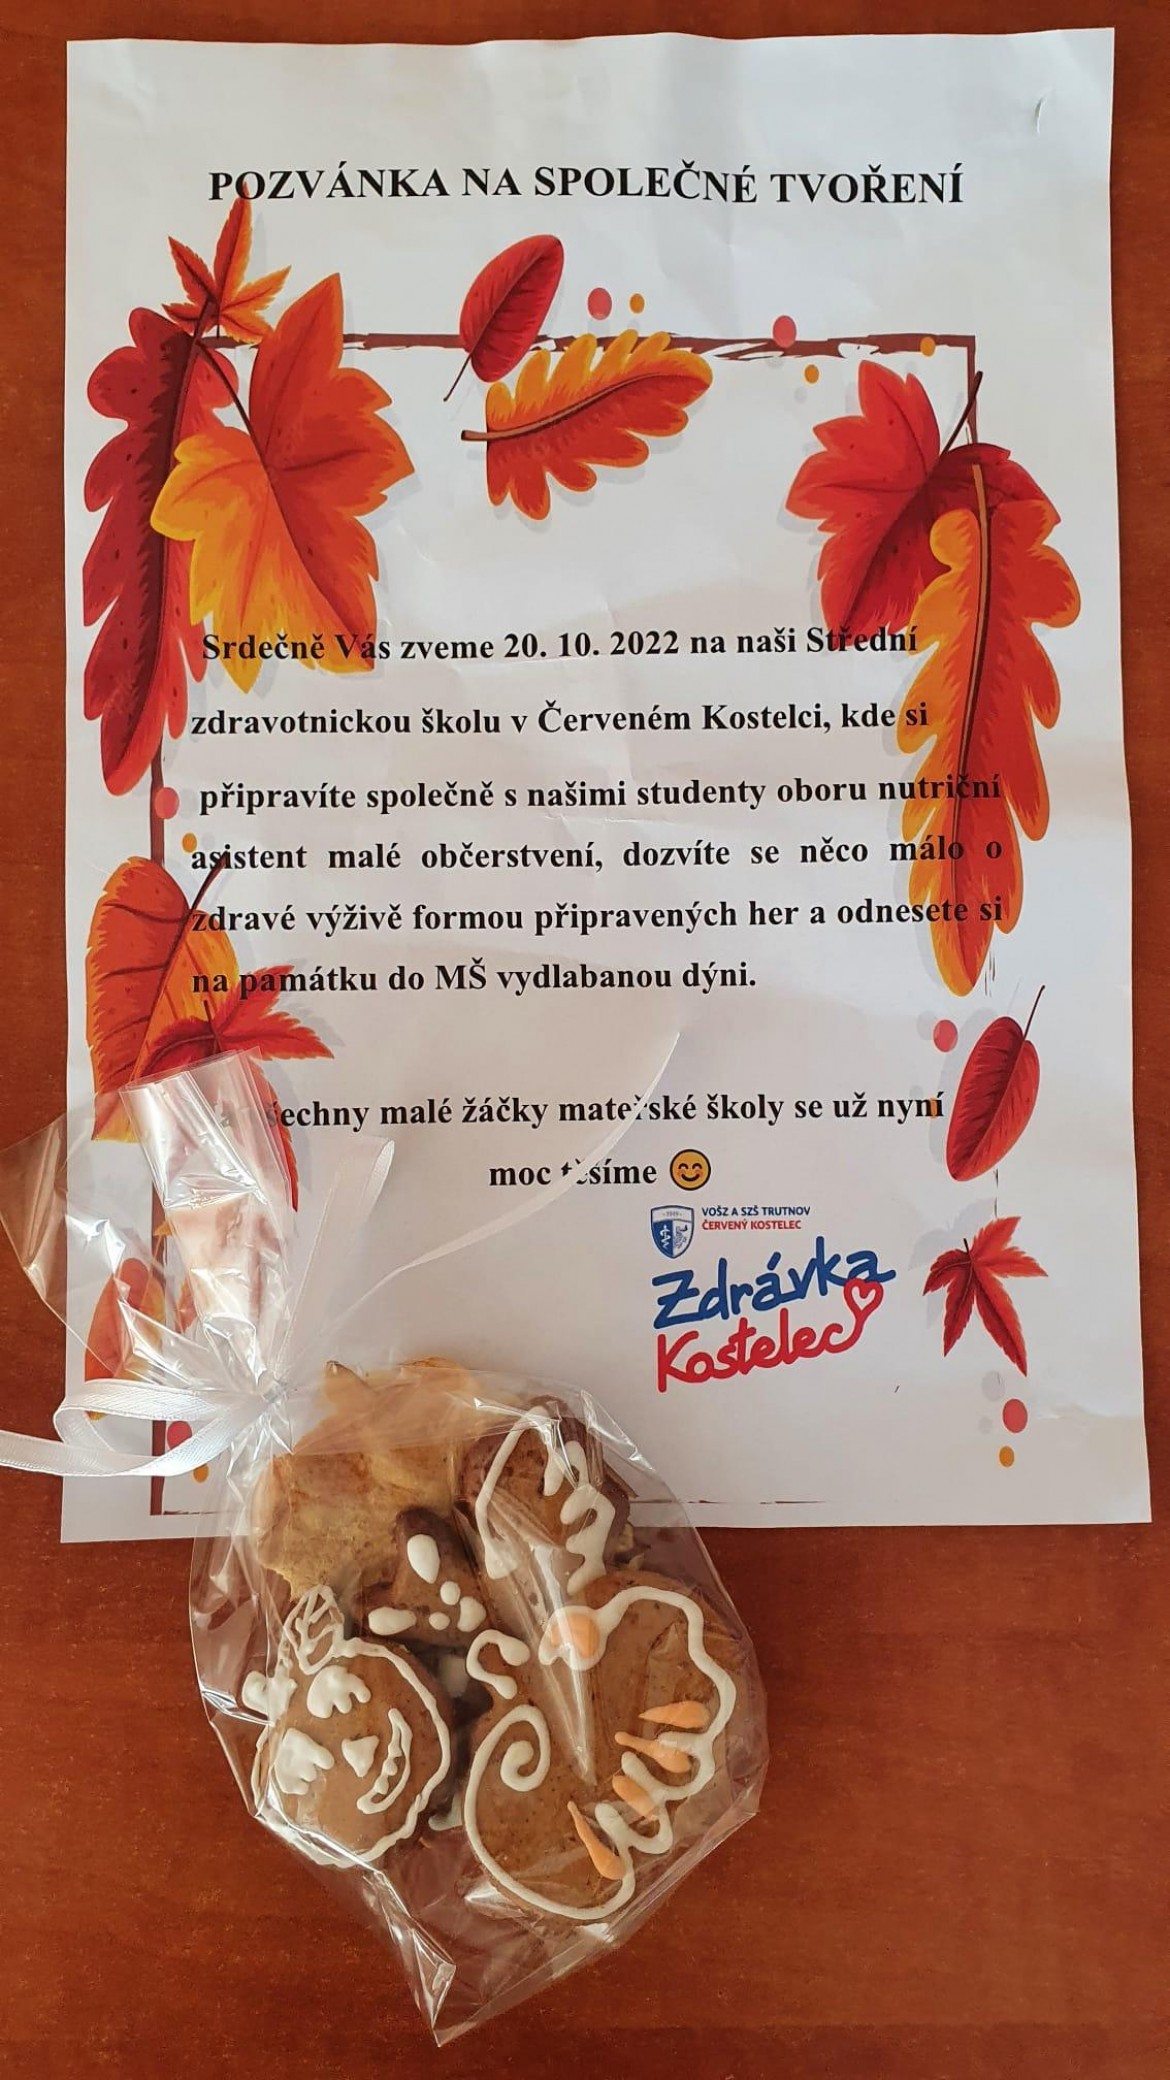 POZVÁNKA NA SPOLEČNÉ TVOŘENÍ
Srdečně Vás zveme 20. 10. 2022 na naši Střední
zdravotnickou školu v Červeném Kostelci, kde si
připravíte společně s našimi studenty oboru nutriční
asistent malé občerstvení, dozvíte se něco málo o
zdravé výživě formou připravených her a odnesete si
na památku do MŠ vydlabanou dýni.
malé žáčky mateřské školy se už nyní
moc těšíme 😊
VOŠZ A SZŠ TRUTNOV
ČERVENÝ KOSTELEC
Zdrávka
Kostelec